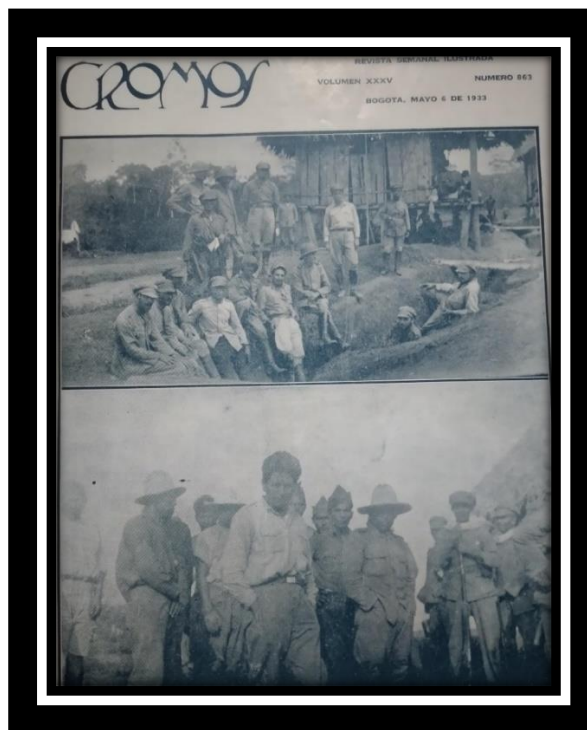 CROMOS
REVISTA SEMANAL ILUSTRADA
VOLUMEN XXXV
NUMERO 863
BOGOTA, MAYO 6 DE 1933